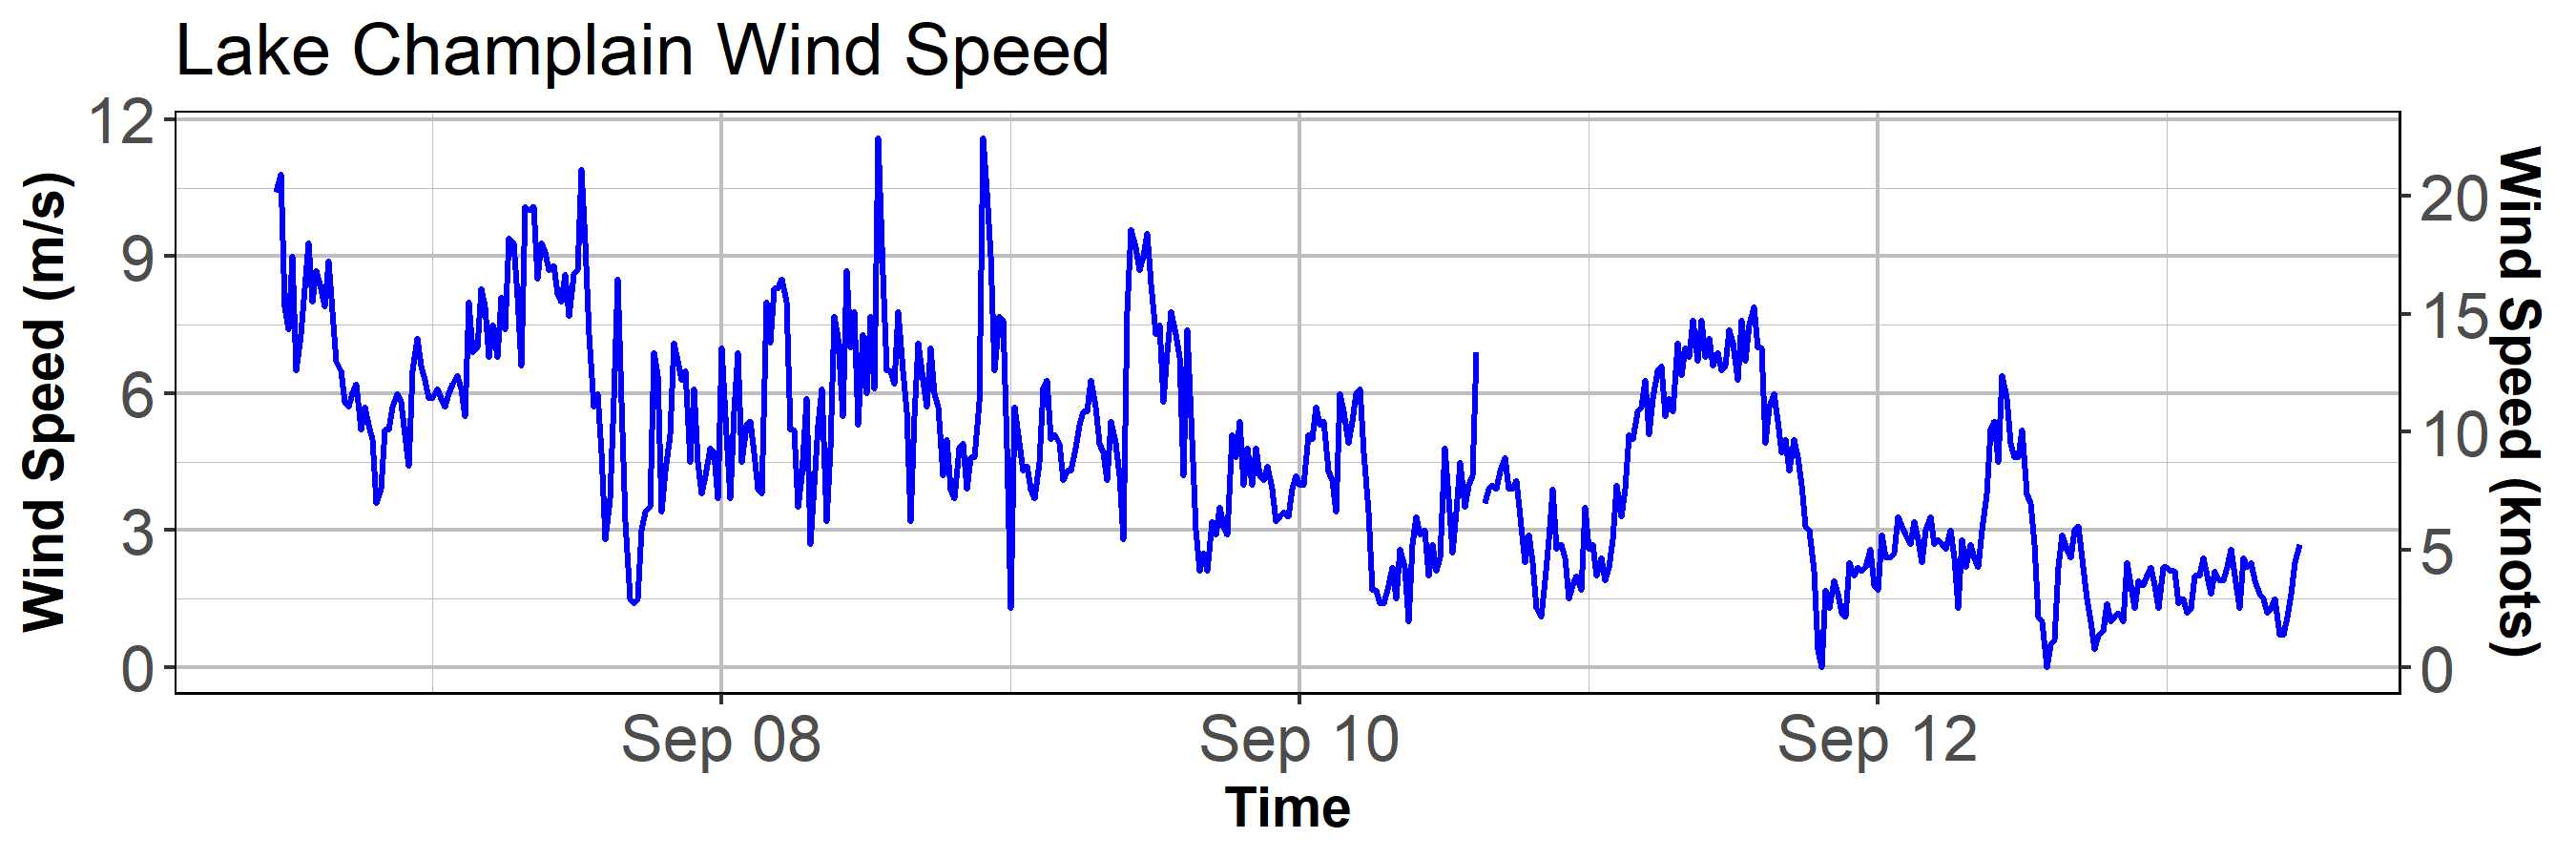 Lake Champlain Wind Speed
Wind Speed (m/s)
12
9
6
3
0
20
15
10
5
0
Wind Speed (knots)
Sep 08
Sep 10
Sep 12
Time